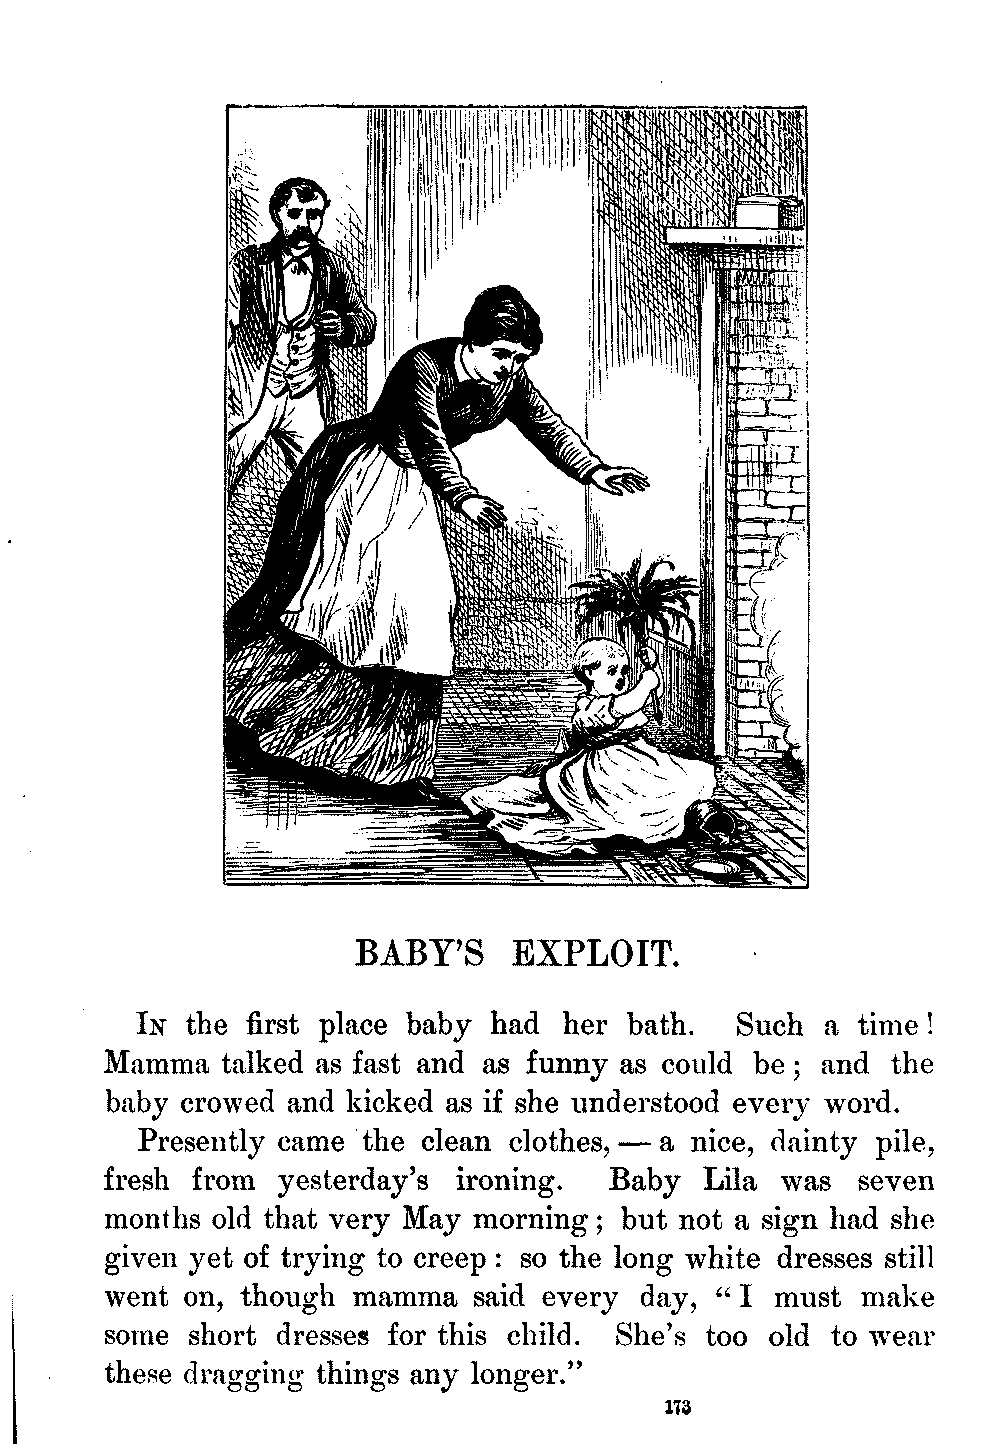 BABY'S EXPLOIT.
IN the first place baby had her bath. Such a time!
Mamma talked as fast and as funny as could be; and the
baby crowed and kicked as if she understood every word.
Presently came the clean clothes, — a nice, dainty pile,
fresh from yesterday's ironing. Baby Lila was seven
months old that very May morning; but not a sign had she
given yet of trying to creep: so the long white dresses still
went on, though mamma said every day, "I must make
some short dresses for this child. She's too old to wear
these dragging things any longer."
173